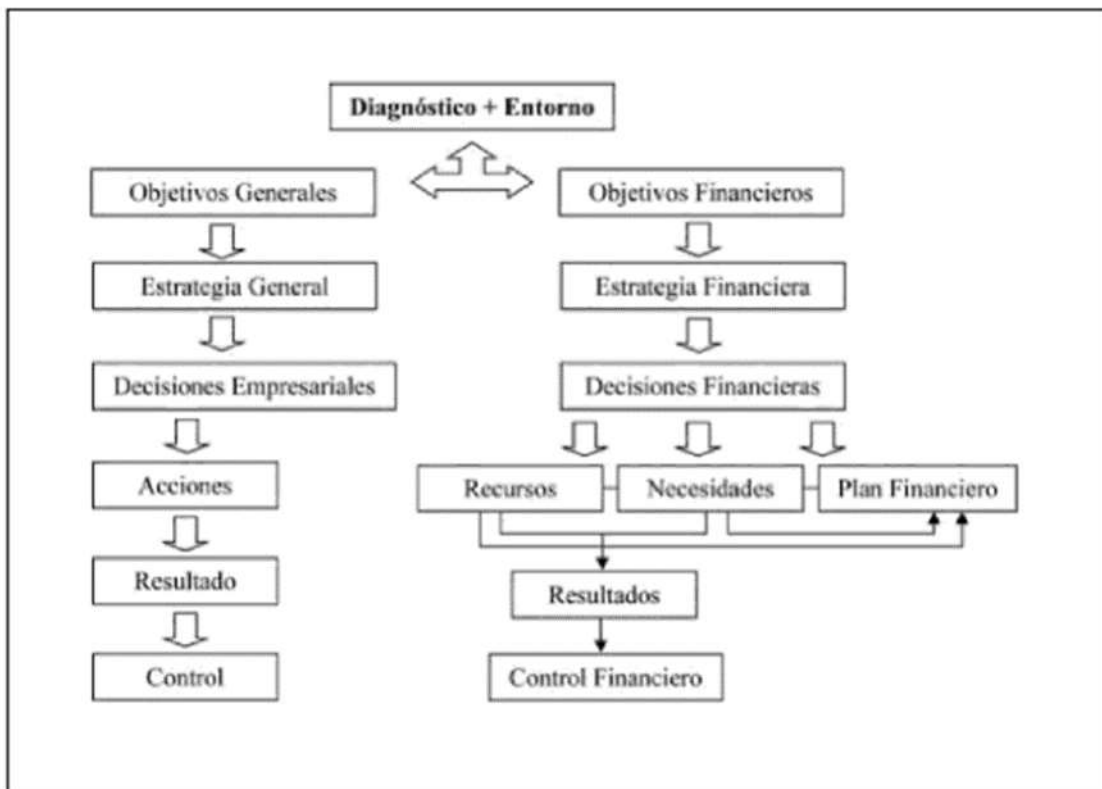 Diagnóstico + Entorno
Objetivos Generales
Objetivos Financieros
Estrategia General
Estrategia Financiera
Decisiones Empresariales
Decisiones Financieras
Acciones
Recursos
Necesidades
Plan Financiero
Resultado
Resultados
Control
Control Financiero